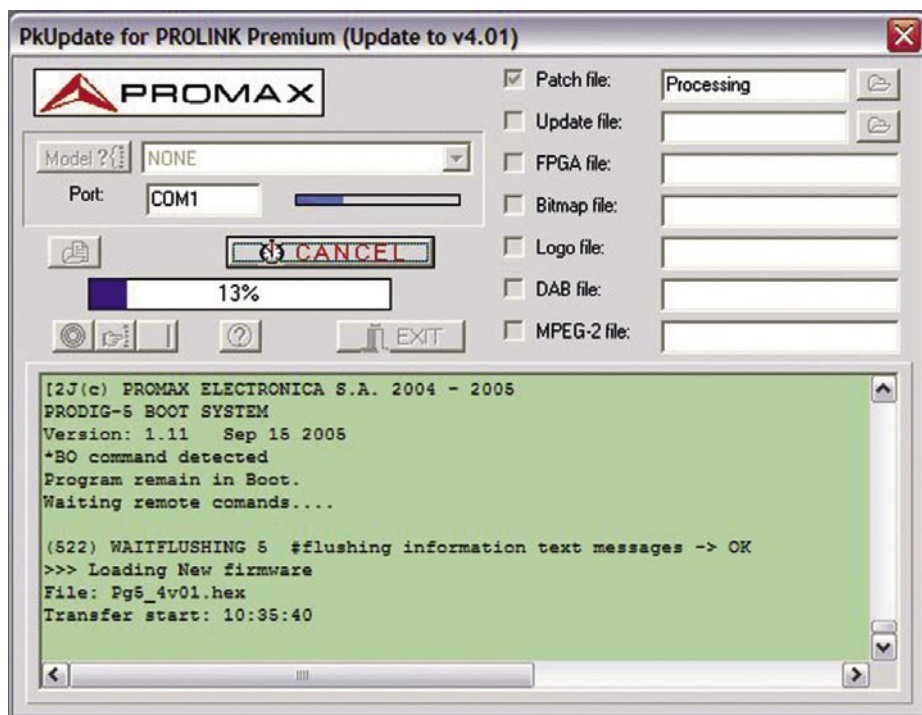 PkUpdate for PROLINK Premium (Update to v4.01)
PROMAX
Model ?
NONE
Port:
COM1
CANCEL
13%
EXIT
Patch file:
Processing
Update file:
FPGA file:
Bitmap file:
Logo file:
DAB file:
MPEG-2 file:
[2J(c) PROMAX ELECTRONICA S.A. 2004 - 2005
PRODIG-5 BOOT SYSTEM
Version: 1.11 Sep 15 2005
*BO command detected
Program remain in Boot.
Waiting remote comands....
(522) WAITFLUSHING 5 #flushing information text messages -> OK
>>> Loading New firmware
File: Pg5_4v01.hex
Transfer start: 10:35:40